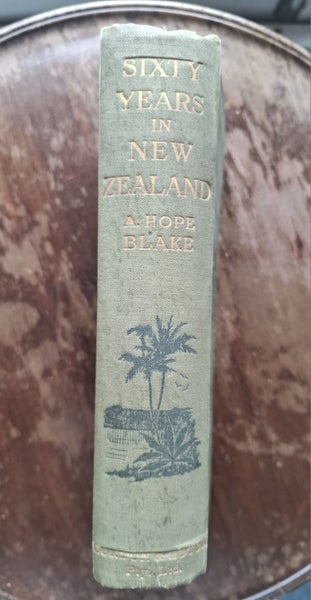 SIXTY
YEARS
IN
NEW
ZEALAND
A. HOPE
BLAKE